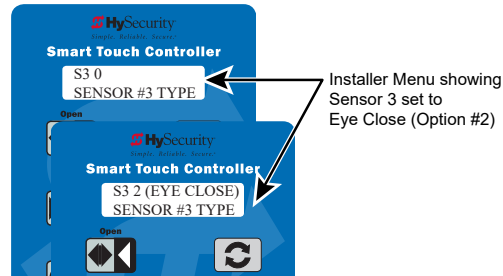 HySecurity
Simple. Reliable. Secure.
Smart Touch Controller
S3 0
SENSOR #3 TYPE
Open
HySecurity
Simple. Reliable. Secure.
Smart Touch Controller
S3 2 (EYE CLOSE)
SENSOR #3 TYPE
Open
Installer Menu showing
Sensor 3 set to
Eye Close (Option #2)